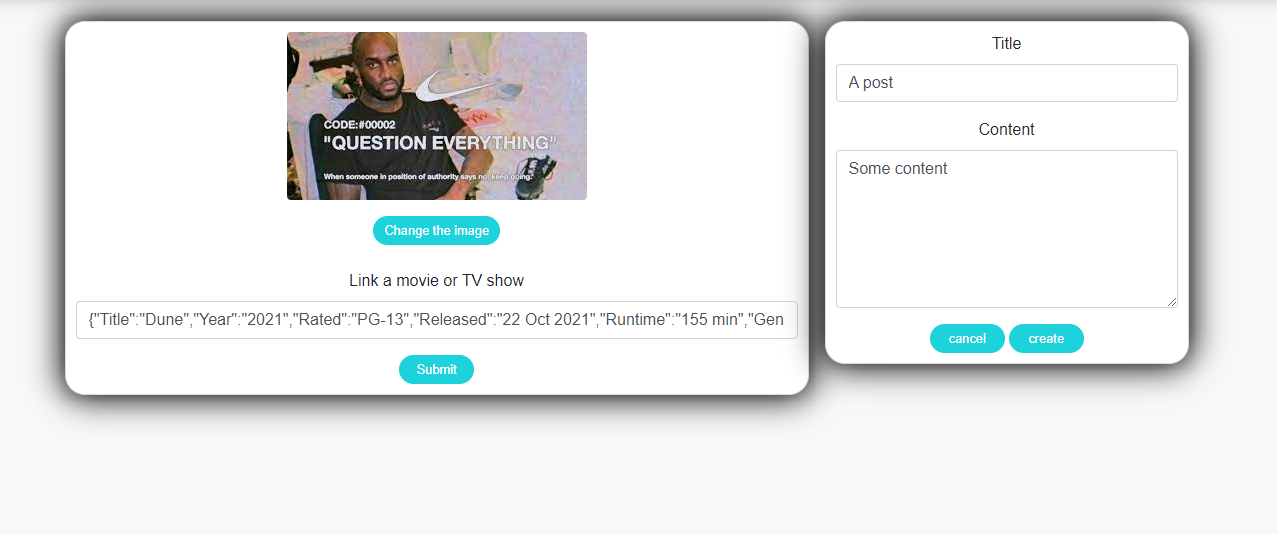 CODE:#00002
"QUESTION EVERYTHING"
When someone in position of authority says no, keep going.
Change the image
Link a movie or TV show
{"Title":"Dune","Year":"2021","Rated":"PG-13","Released":"22 Oct 2021","Runtime":"155 min","Gen
Submit
Title
A post
Content
Some content
cancel
create